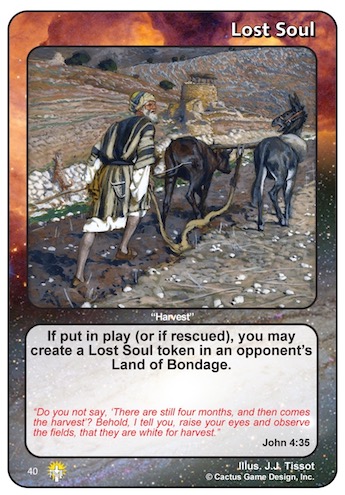 Lost Soul
“Harvest”
If put in play (or if rescued), you may
create a Lost Soul token in an opponent’s
Land of Bondage.
“Do you not say, ‘There are still four months, and then comes
the harvest’? Behold, I tell you, raise your eyes and observe
the fields, that they are white for harvest.”
John 4:35
40
Illus. J.J. Tissot
© Cactus Game Design, Inc.